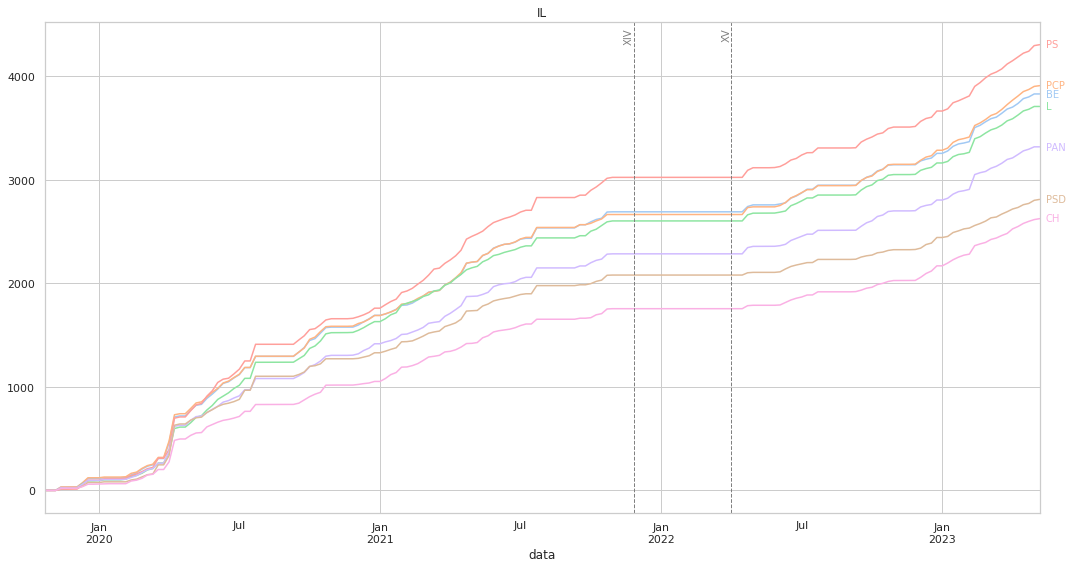 IL
XIV
XV
4000
3000
2000
1000
0
PS
PCP
BE
L
PAN
PSD
CH
Jan
2020
Jul
Jan
2021
Jul
Jan
2022
Jul
Jan
2023
data